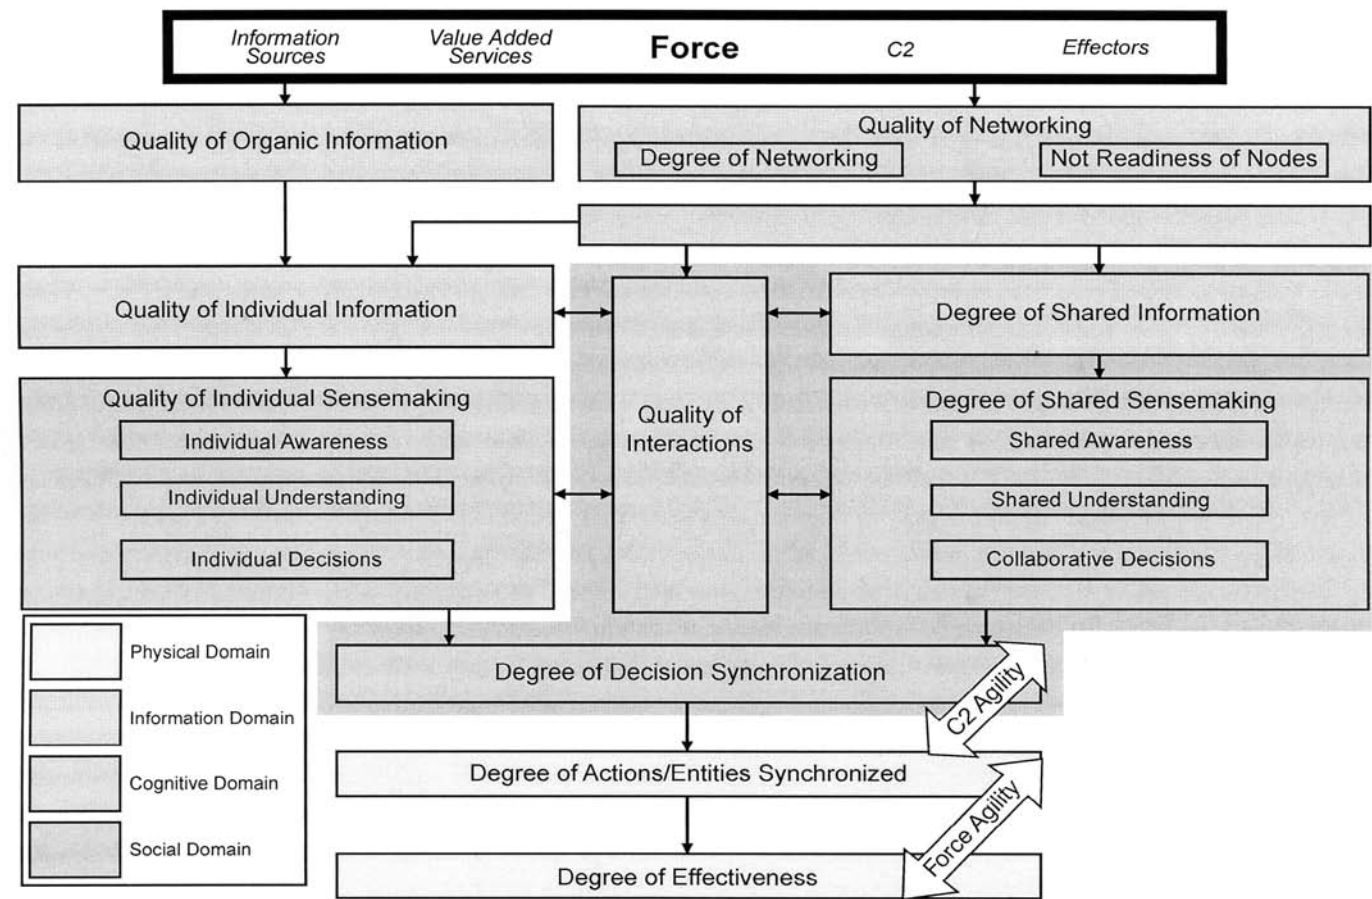 Information
Sources
Value Added
Services
Force
C2
Effectors
Quality of Organic Information
Quality of Networking
Degree of Networking
Not Readiness of Nodes
Quality of Individual Information
Degree of Shared Information
Quality of Individual Sensemaking
Individual Awareness
Individual Understanding
Individual Decisions
Quality of
Interactions
Degree of Shared Sensemaking
Shared Awareness
Shared Understanding
Collaborative Decisions
Physical Domain
Information Domain
Cognitive Domain
Social Domain
Degree of Decision Synchronization
C2 Agility
Degree of Actions/Entities Synchronized
Force Agility
Degree of Effectiveness